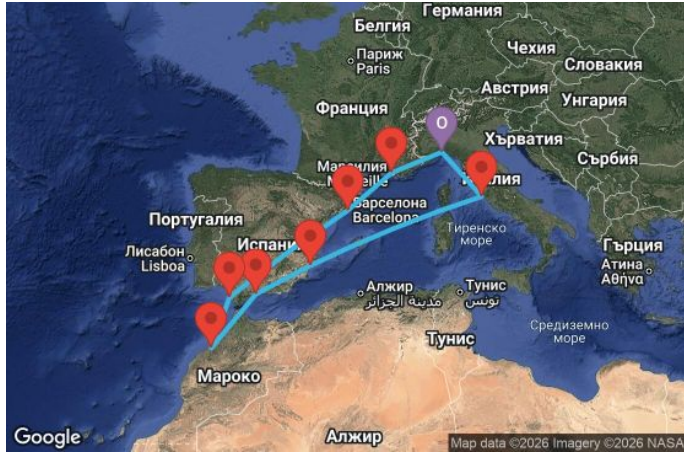 Германия
Белгия
Париж
Paris
Чехия
Словакия
Австрия
Унгария
Франция
Хърватия
Сърбия
Марсилия
Италия
Барселона
Barcelona
Португалия
Тиренско
море
Испания
Лисабон
Lisboa
Гърция
Атина
Αθήνα
Алжир
مدينة الجزائر
Тунис
تونس
Средиземно
море
Тунис
Мароко
Алжир
Google
Map data ©2026 Imagery ©2026 NASA
O